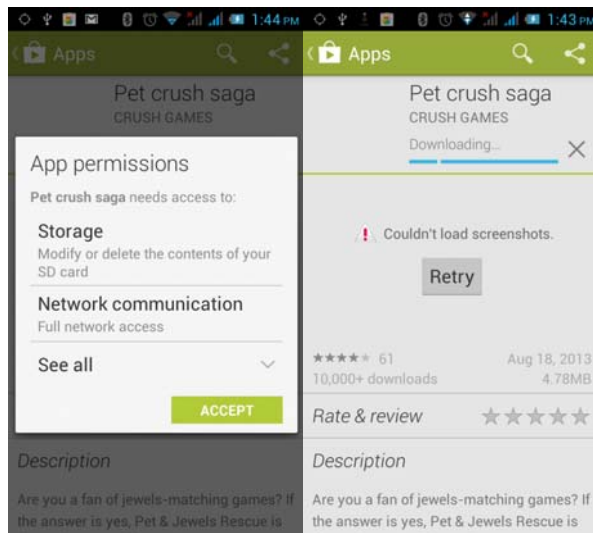 1:44 PM
Apps
Pet crush saga
CRUSH GAMES
App permissions
Pet crush saga needs access to:
Storage
Modify or delete the contents of your
SD card
Network communication
Full network access
See all
ACCEPT
Description
Are you a fan of jewels-matching games? If
the answer is yes, Pet & Jewels Rescue is
1:43 PM
Apps
Pet crush saga
CRUSH GAMES
Downloading...
Couldn't load screenshots.
Retry
61
Aug 18, 2013
10,000+ downloads
4.78MB
Rate & review
Description
Are you a fan of jewels-matching games? If
the answer is yes, Pet & Jewels Rescue is